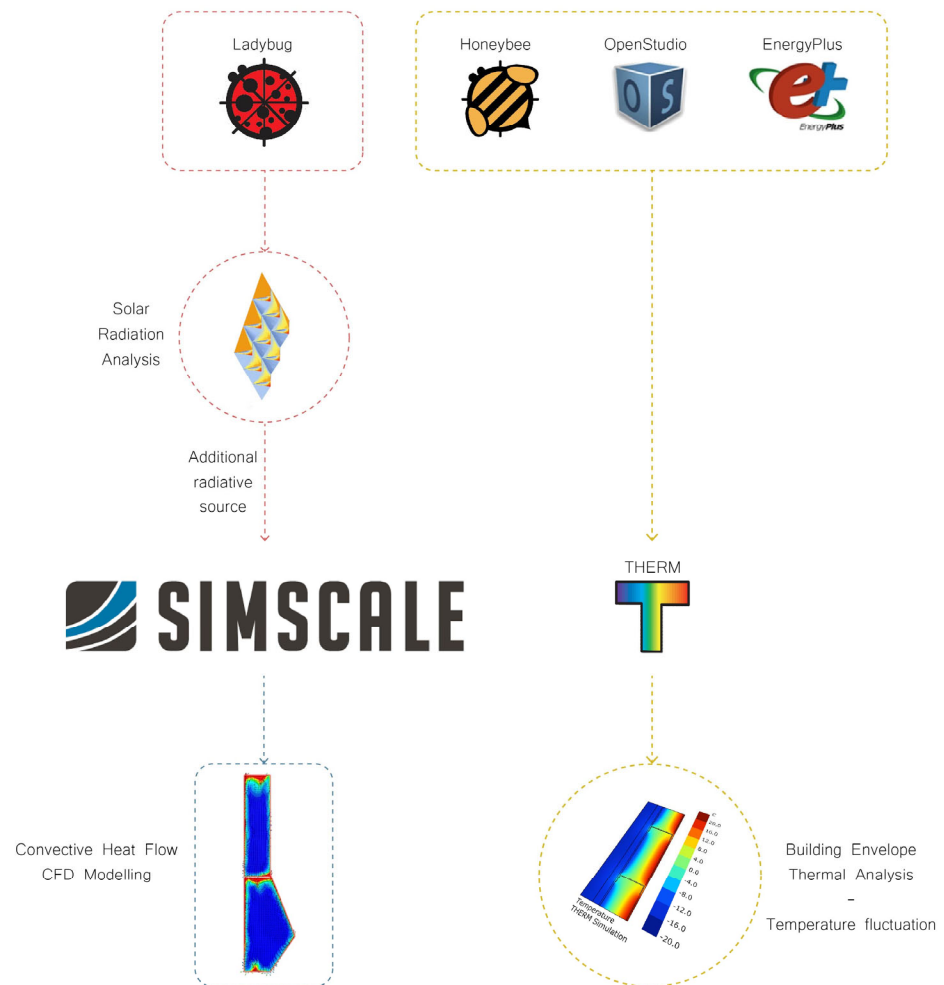 Ladybug
Honeybee
OpenStudio
EnergyPlus
O S
e+
EnergyPlus
Solar
Radiation
Analysis
Additional
radiative
source
SIMSCALE
THERM
T
Convective Heat Flow
CFD Modelling
°C
20.0
16.0
12.0
8.0
4.0
0.0
-4.0
-8.0
-12.0
-16.0
-20.0
Temperature
THERM Simulation
Building Envelope
Thermal Analysis
-
Temperature fluctuation